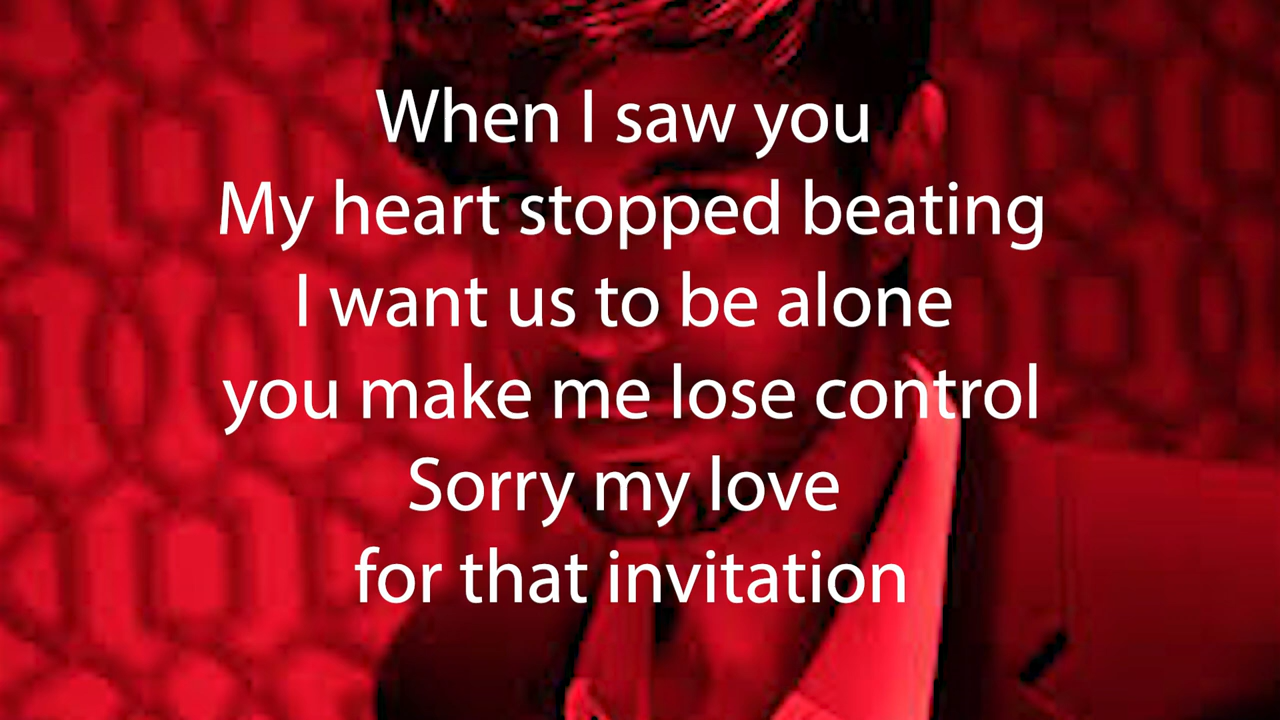 When I saw you
My heart stopped beating
I want us to be alone
you make me lose control
Sorry my love
for that invitation